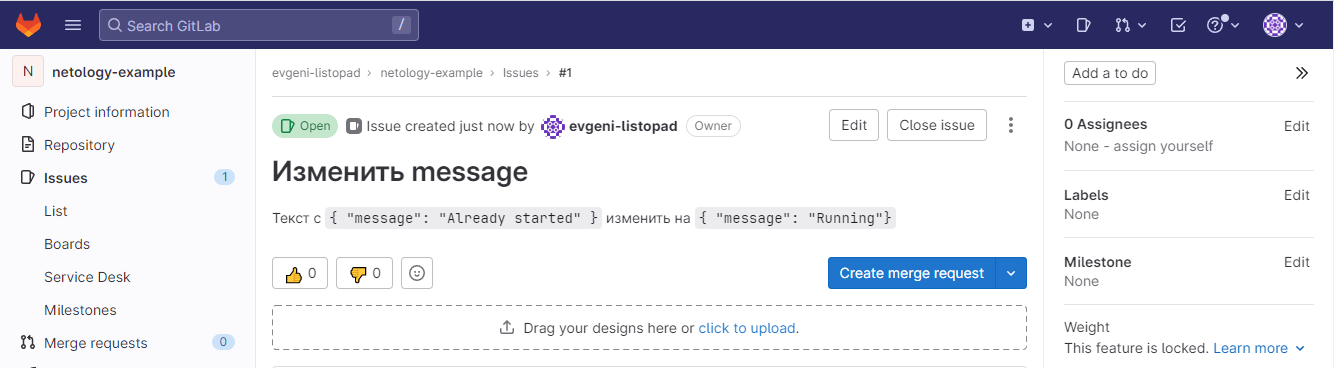 Search GitLab /
N netology-example
Project information
Repository
Issues 1
List
Boards
Service Desk
Milestones
Merge requests 0
evgeni-listopad › netology-example › Issues › #1
Open Issue created just now by evgeni-listopad Owner Edit Close issue
Изменить message
Текст с { "message": "Already started" } изменить на { "message": "Running"}
0 0 Create merge request
Drag your designs here or click to upload.
Add a to do
0 Assignees Edit
None - assign yourself
Labels Edit
None
Milestone Edit
None
Weight
This feature is locked. Learn more